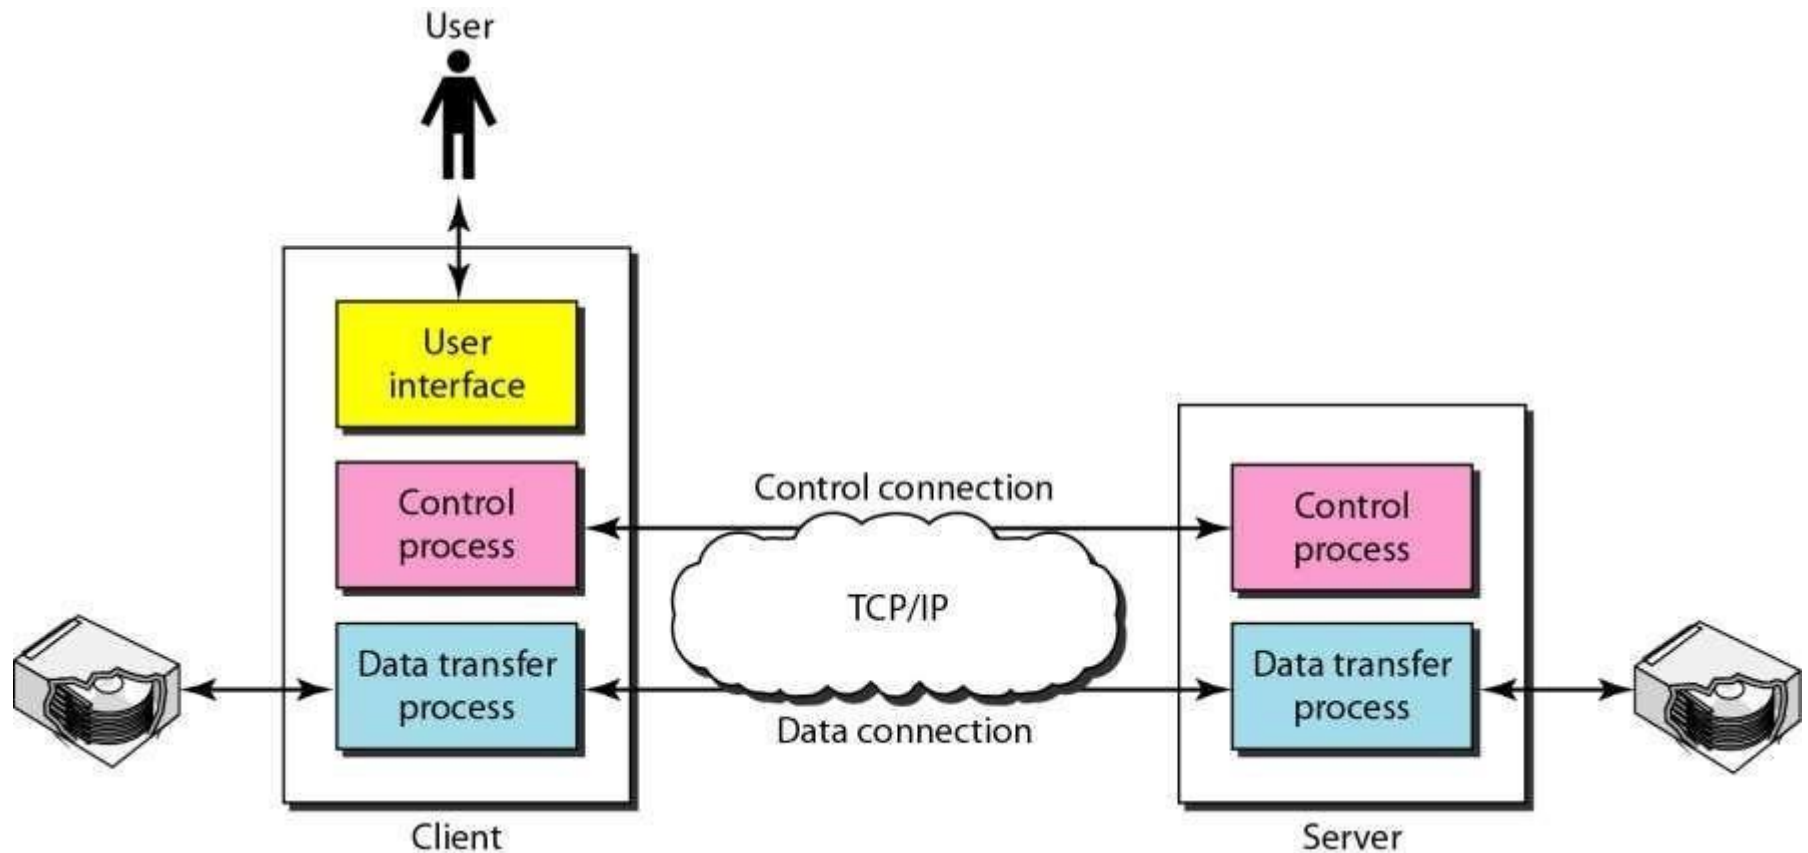 User
User
interface
Control
process
Data transfer
process
Client
Control connection
TCP/IP
Data connection
Control
process
Data transfer
process
Server